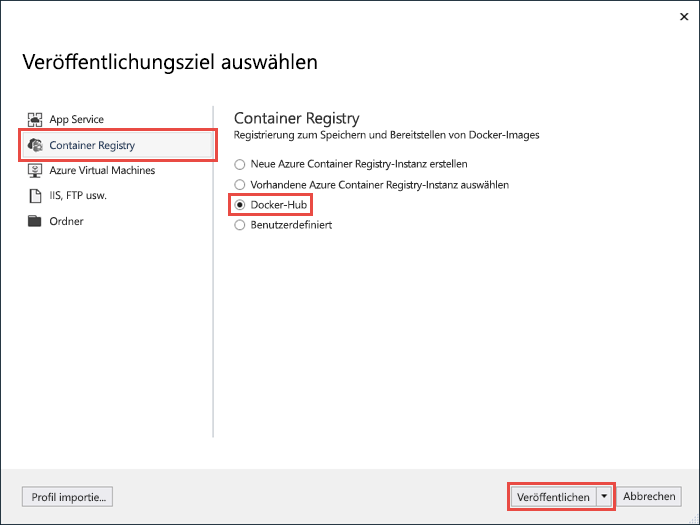 Veröffentlichungsziel auswählen
App Service
Container Registry
Azure Virtual Machines
IIS, FTP usw.
Ordner
Container Registry
Registrierung zum Speichern und Bereitstellen von Docker-Images
Neue Azure Container Registry-Instanz erstellen
Vorhandene Azure Container Registry-Instanz auswählen
Docker-Hub
Benutzerdefiniert
Profil importie...
Veröffentlichen
Abbrechen